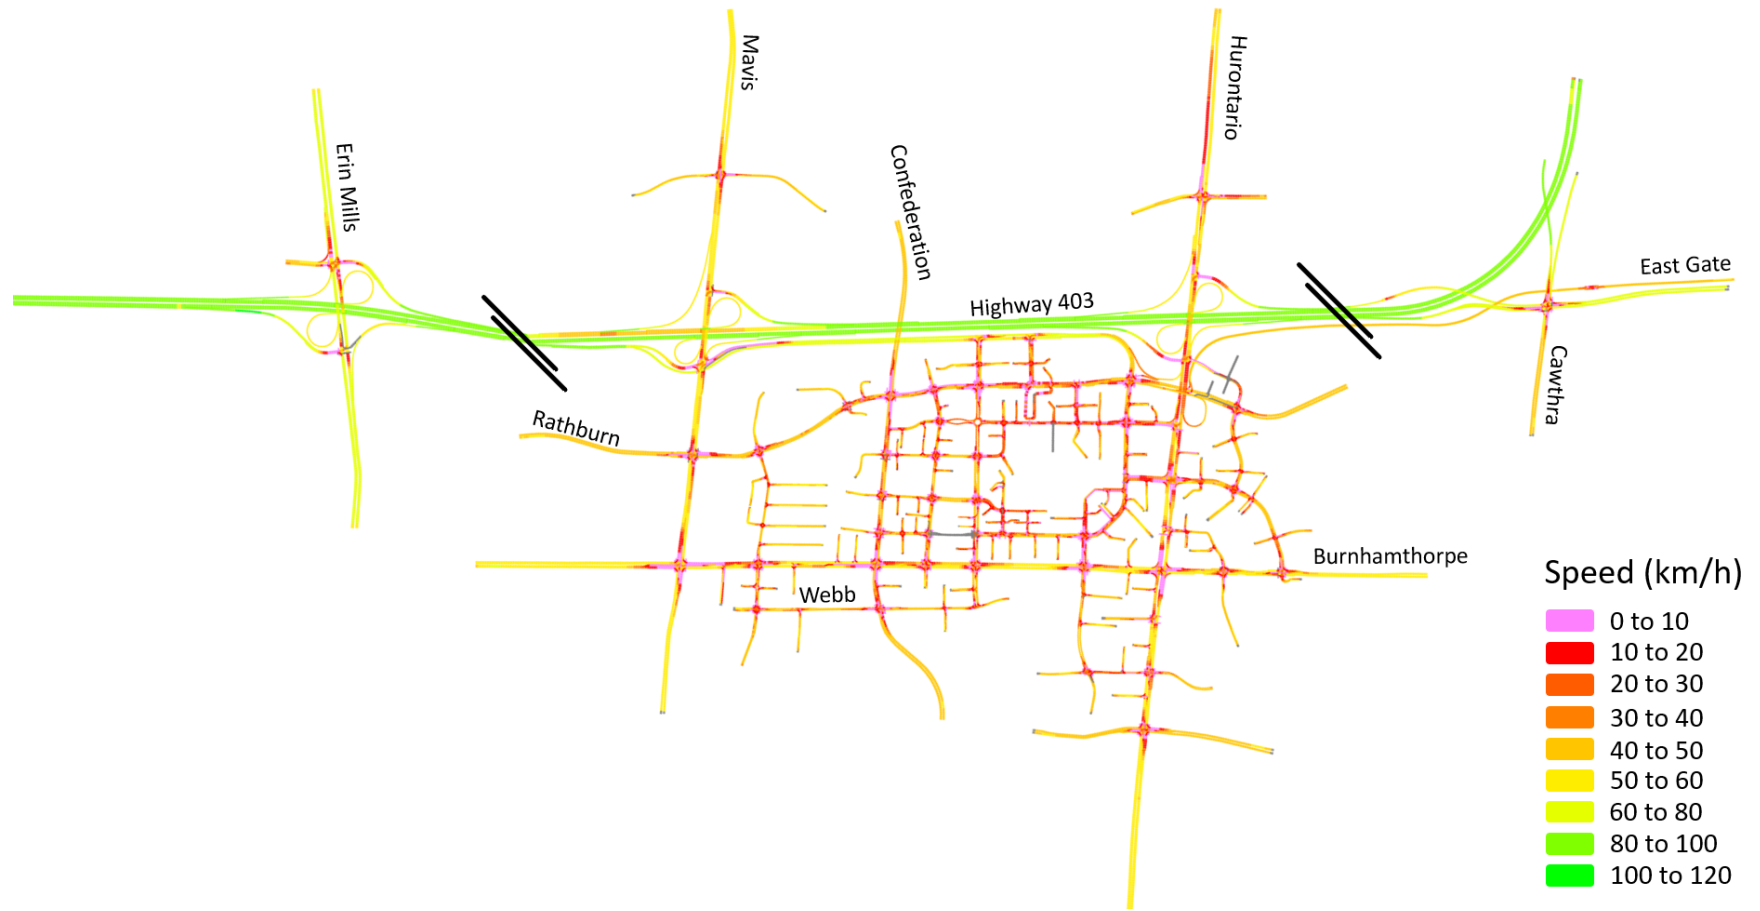 Mavis
Hurontario
Erin Mills
Confederation
East Gate
Highway 403
Cawthra
Rathburn
Burnhamthorpe
Webb
Speed (km/h)
0 to 10
10 to 20
20 to 30
30 to 40
40 to 50
50 to 60
60 to 80
80 to 100
100 to 120